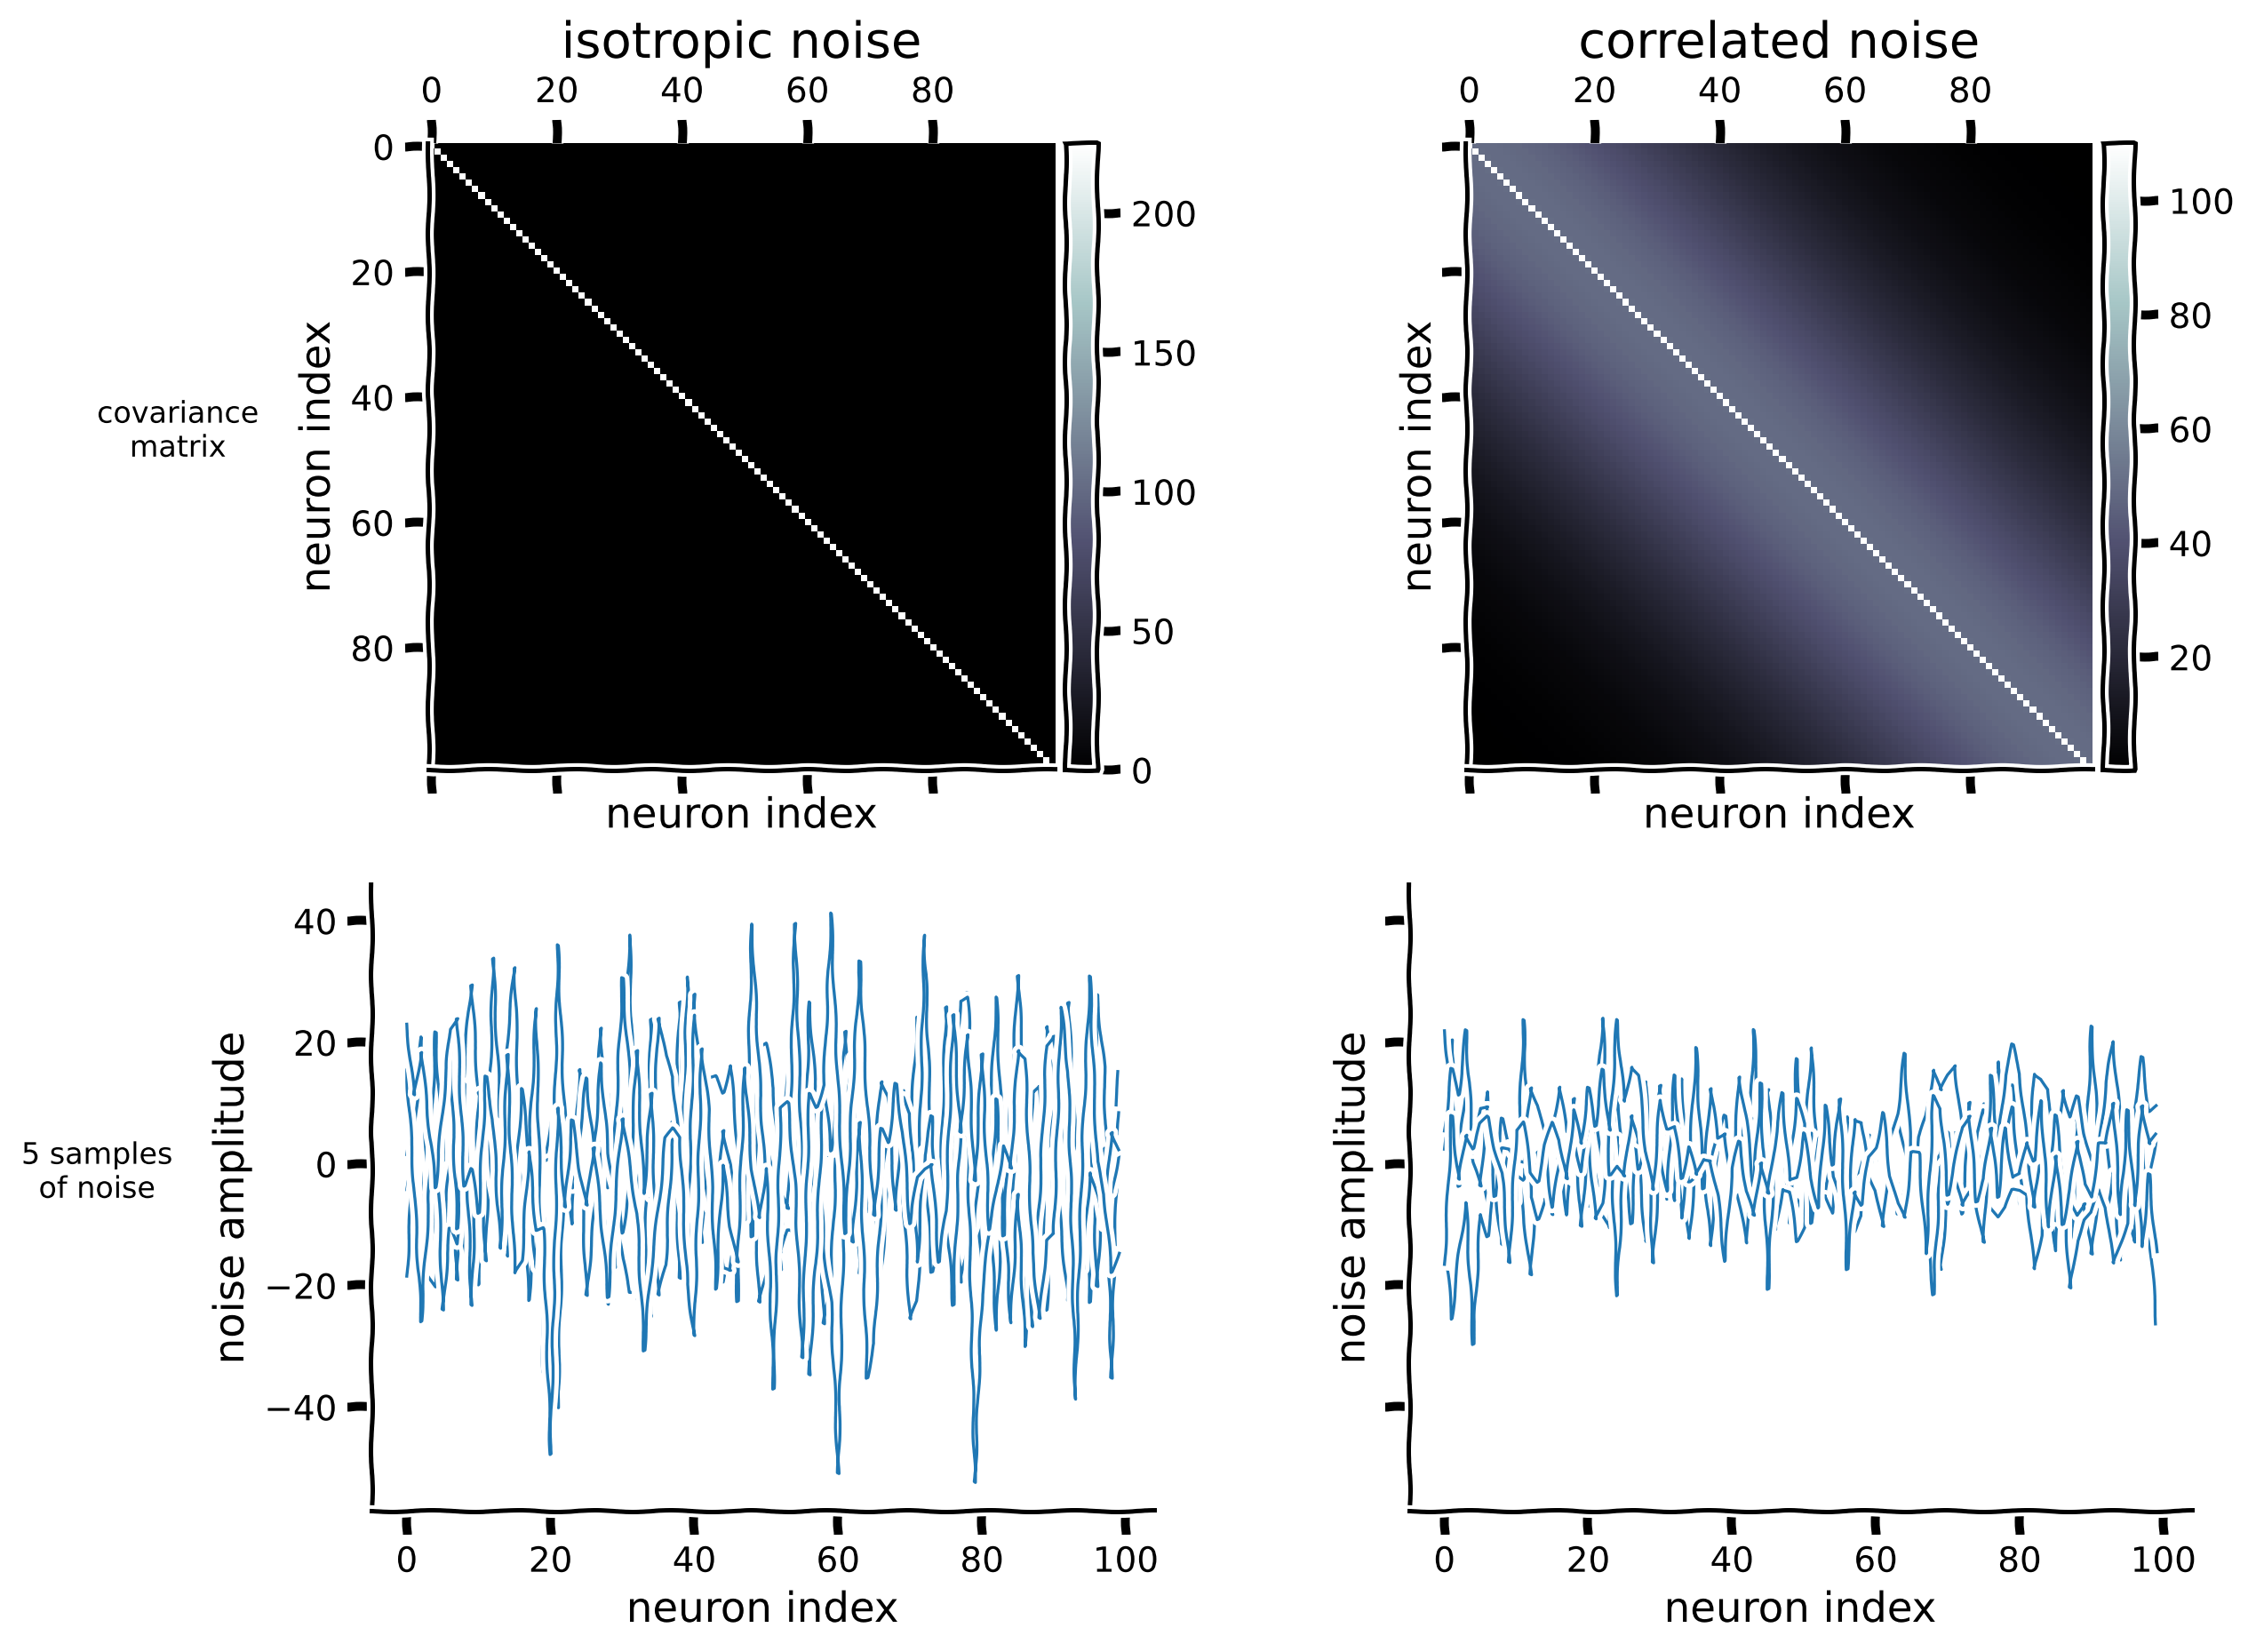 isotropic noise
0 20 40 60 80
0
20
40
60
80
neuron index
covariance
matrix
200
150
100
50
0
neuron index
correlated noise
0 20 40 60 80
neuron index
100
80
60
40
20
neuron index
5 samples
of noise
noise amplitude
40
20
0
−20
−40
0 20 40 60 80 100
neuron index
noise amplitude
0 20 40 60 80 100
neuron index